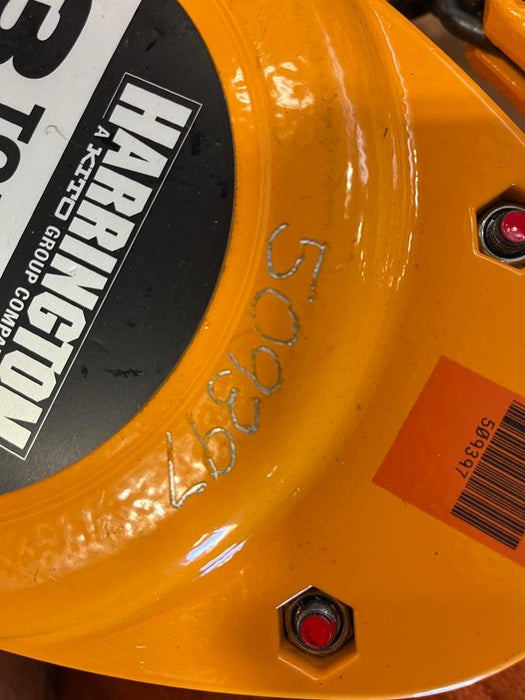 3 TO
HARRINGTON
A KITO GROUP COMPA
509397
509397